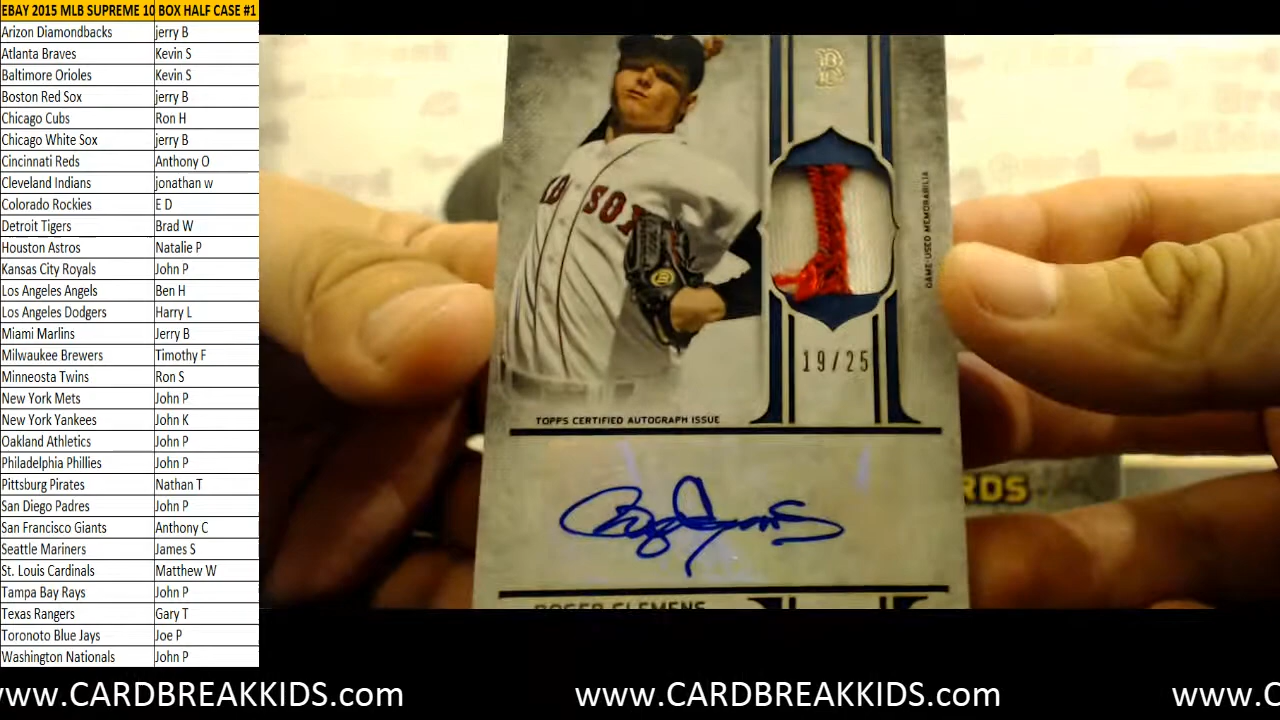 EBAY 2015 MLB SUPREME 10 BOX HALF CASE #1
Arizon Diamondbacks jerry B
Atlanta Braves Kevin S
Baltimore Orioles Kevin S
Boston Red Sox jerry B
Chicago Cubs Ron H
Chicago White Sox jerry B
Cincinnati Reds Anthony O
Cleveland Indians jonathan w
Colorado Rockies E D
Detroit Tigers Brad W
Houston Astros Natalie P
Kansas City Royals John P
Los Angeles Angels Ben H
Los Angeles Dodgers Harry L
Miami Marlins Jerry B
Milwaukee Brewers Timothy F
Minneosta Twins Ron S
New York Mets John P
New York Yankees John K
Oakland Athletics John P
Philadelphia Phillies John P
Pittsburg Pirates Nathan T
San Diego Padres John P
San Francisco Giants Anthony C
Seattle Mariners James S
St. Louis Cardinals Matthew W
Tampa Bay Rays John P
Texas Rangers Gary T
Toronoto Blue Jays Joe P
Washington Nationals John P
B
SOX
GAME-USED MEMORABILIA
19/25
TOPPS CERTIFIED AUTOGRAPH ISSUE
ROGER CLEMENS
RDS
www.CARDBREAKKIDS.com www.CARDBREAKKIDS.com www.C